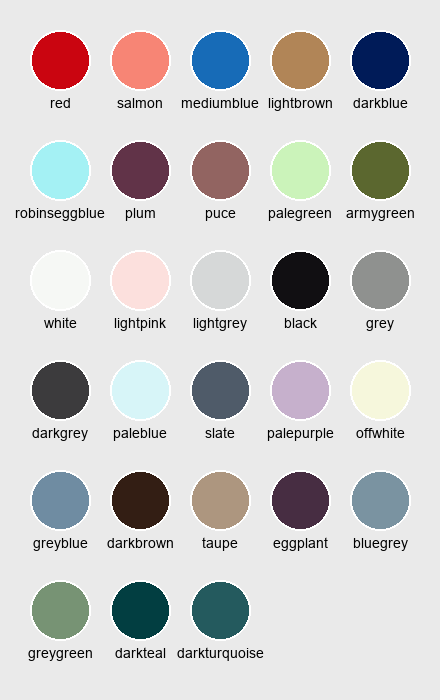 red salmon mediumblue lightbrown darkblue
robinseggblue plum puce palegreen armygreen
white lightpink lightgrey black grey
darkgrey paleblue slate palepurple offwhite
greyblue darkbrown taupe eggplant bluegrey
greygreen darkteal darkturquoise